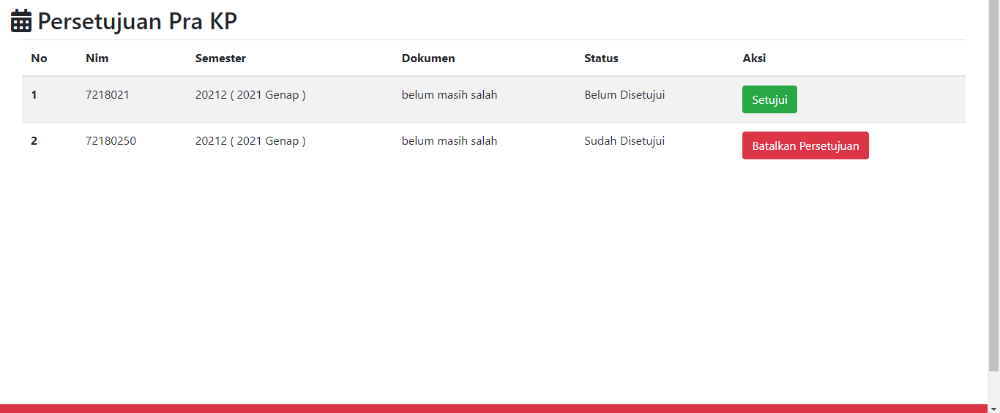 Persetujuan Pra KP
No Nim Semester Dokumen Status Aksi
1 7218021 20212 ( 2021 Genap ) belum masih salah Belum Disetujui Setujui
2 72180250 20212 ( 2021 Genap ) belum masih salah Sudah Disetujui Batalkan Persetujuan